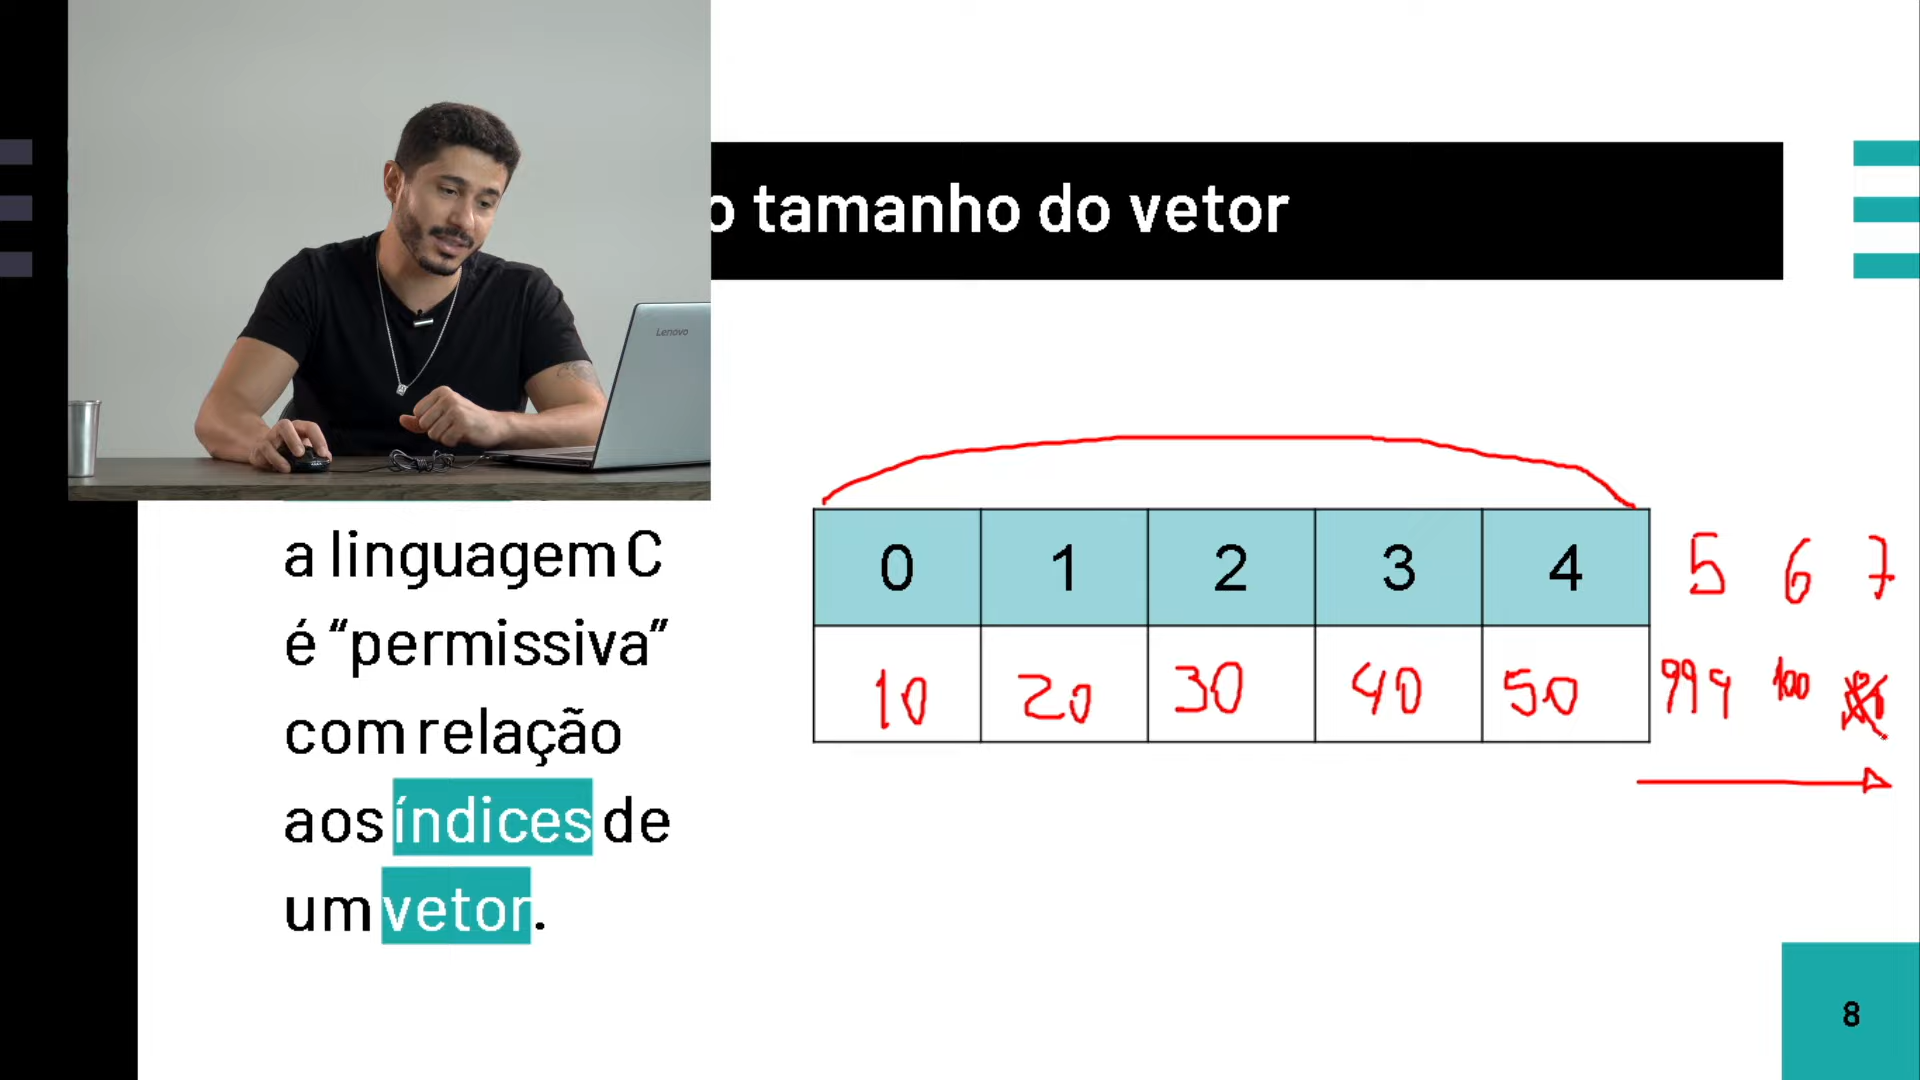 o tamanho do vetor
Lenovo
a linguagem C
é “permissiva”
com relação
aos índices de
um vetor.
0 1 2 3 4 5 6 7
10 20 30 40 50 999 100
8